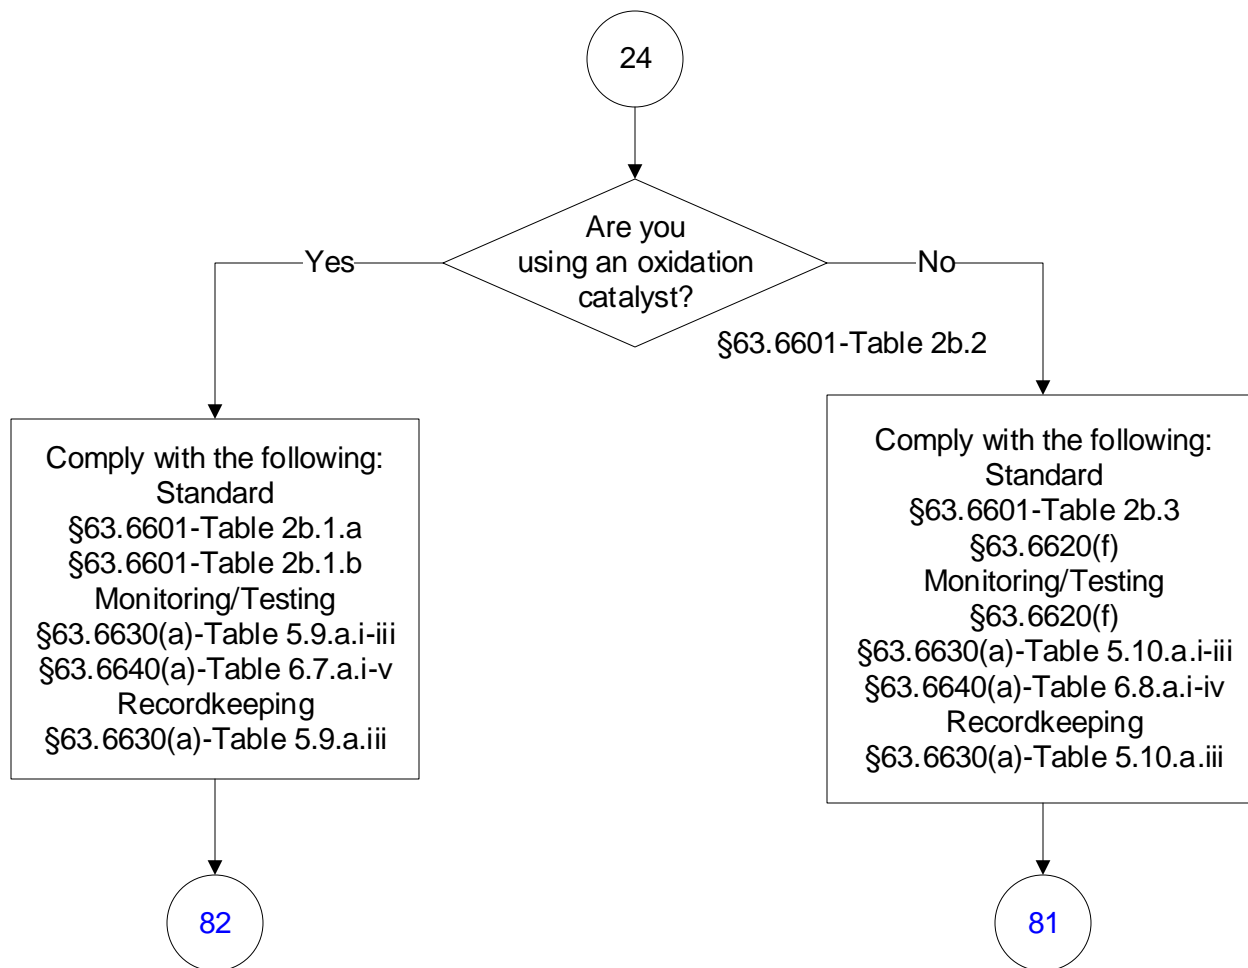 24
Are you
using an oxidation
catalyst?
Yes
No
§63.6601-Table 2b.2
Comply with the following:
Standard
§63.6601-Table 2b.1.a
§63.6601-Table 2b.1.b
Monitoring/Testing
§63.6630(a)-Table 5.9.a.i-iii
§63.6640(a)-Table 6.7.a.i-v
Recordkeeping
§63.6630(a)-Table 5.9.a.iii
Comply with the following:
Standard
§63.6601-Table 2b.3
§63.6620(f)
Monitoring/Testing
§63.6620(f)
§63.6630(a)-Table 5.10.a.i-iii
§63.6640(a)-Table 6.8.a.i-iv
Recordkeeping
§63.6630(a)-Table 5.10.a.iii
82
81